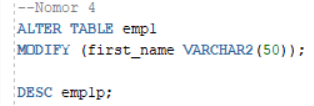 --Nomor 4
ALTER TABLE empl
MODIFY (first_name VARCHAR2(50));
DESC emplp;